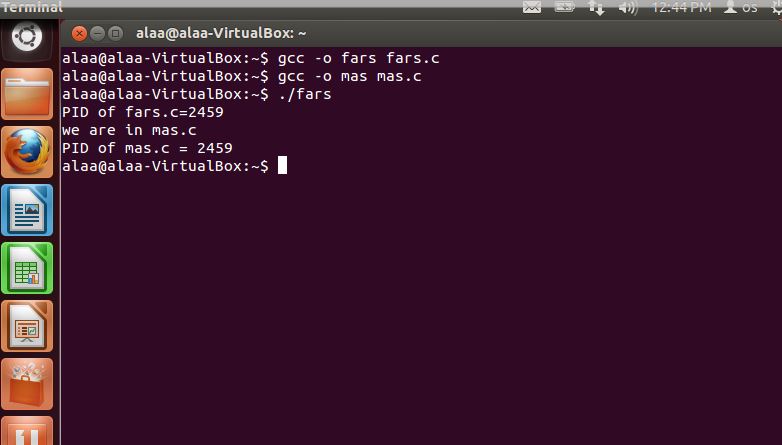 Terminal
12:44 PM
os
alaa@alaa-VirtualBox: ~
alaa@alaa-VirtualBox:~$ gcc -o fars fars.c
alaa@alaa-VirtualBox:~$ gcc -o mas mas.c
alaa@alaa-VirtualBox:~$ ./fars
PID of fars.c=2459
we are in mas.c
PID of mas.c = 2459
alaa@alaa-VirtualBox:~$